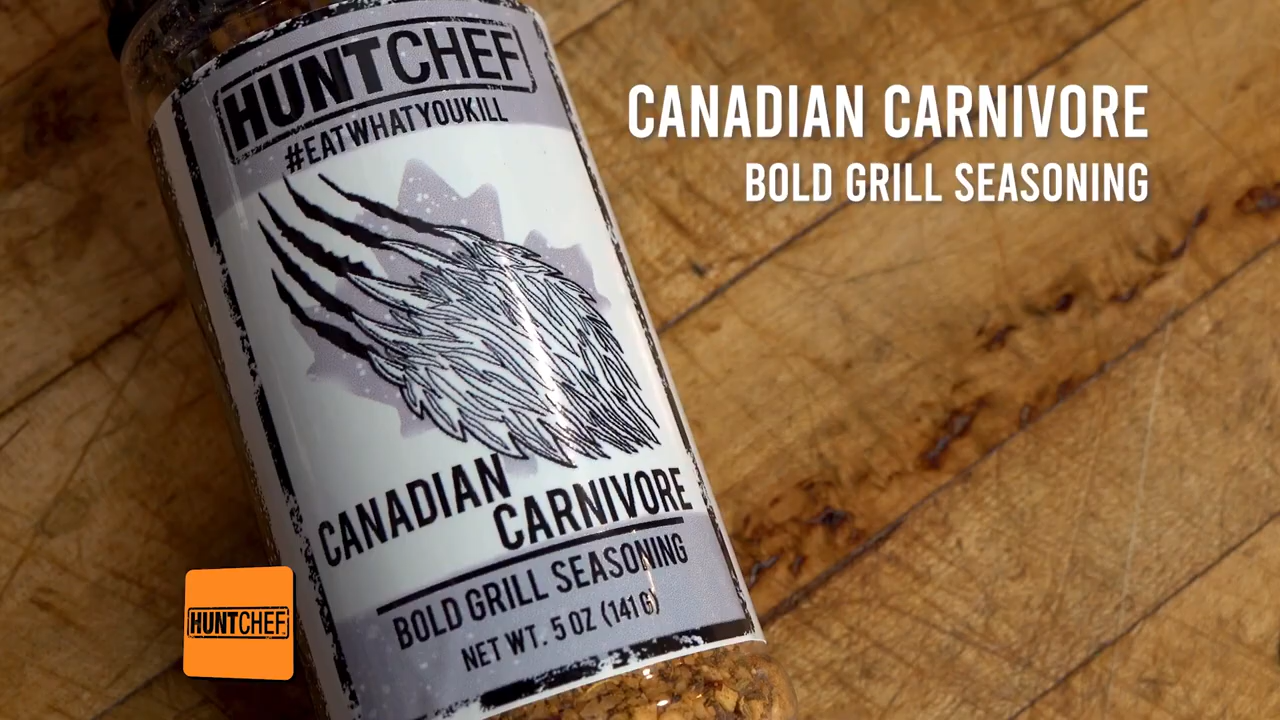 HUNTCHEF
#EATWHATYOUKILL
CANADIAN
CARNIVORE
BOLD GRILL SEASONING
NET WT. 5 OZ (141 G)
CANADIAN CARNIVORE
BOLD GRILL SEASONING
HUNTCHEF